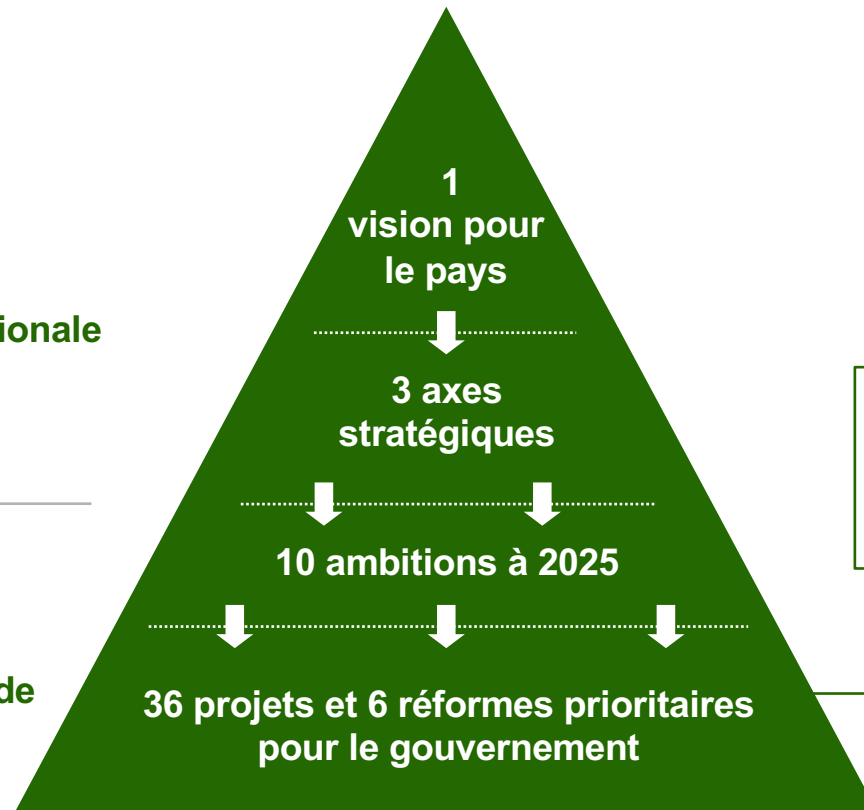 1
vision pour
le pays
ionale
3 axes
stratégiques
10 ambitions à 2025
de
36 projets et 6 réformes prioritaires
pour le gouvernement